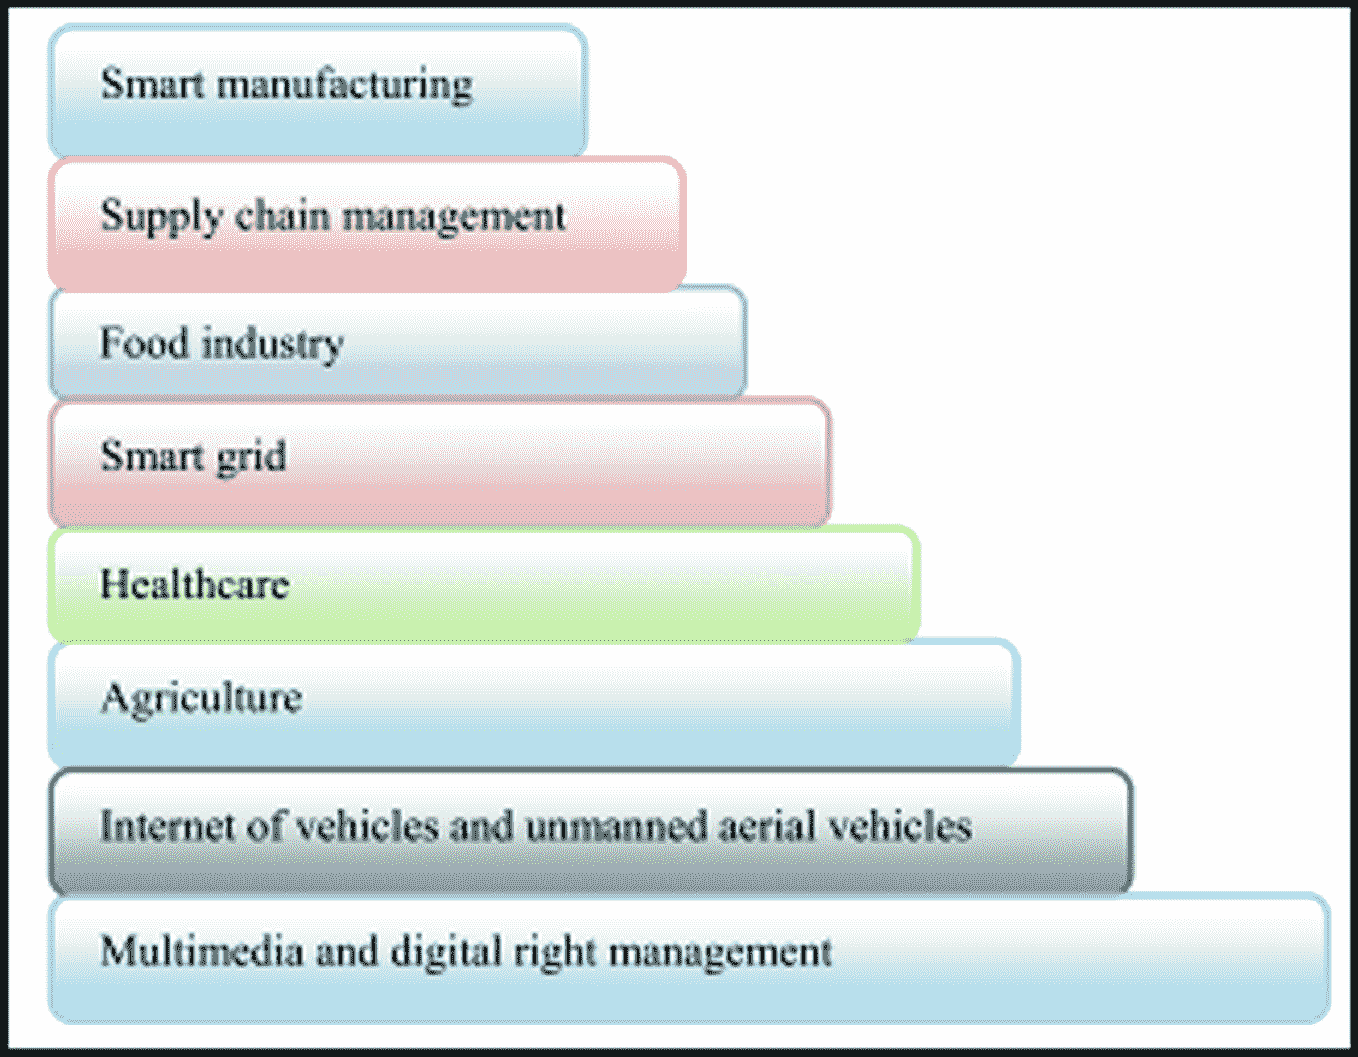 Smart manufacturing
Supply chain management
Food industry
Smart grid
Healthcare
Agriculture
Internet of vehicles and unmanned aerial vehicles
Multimedia and digital right management